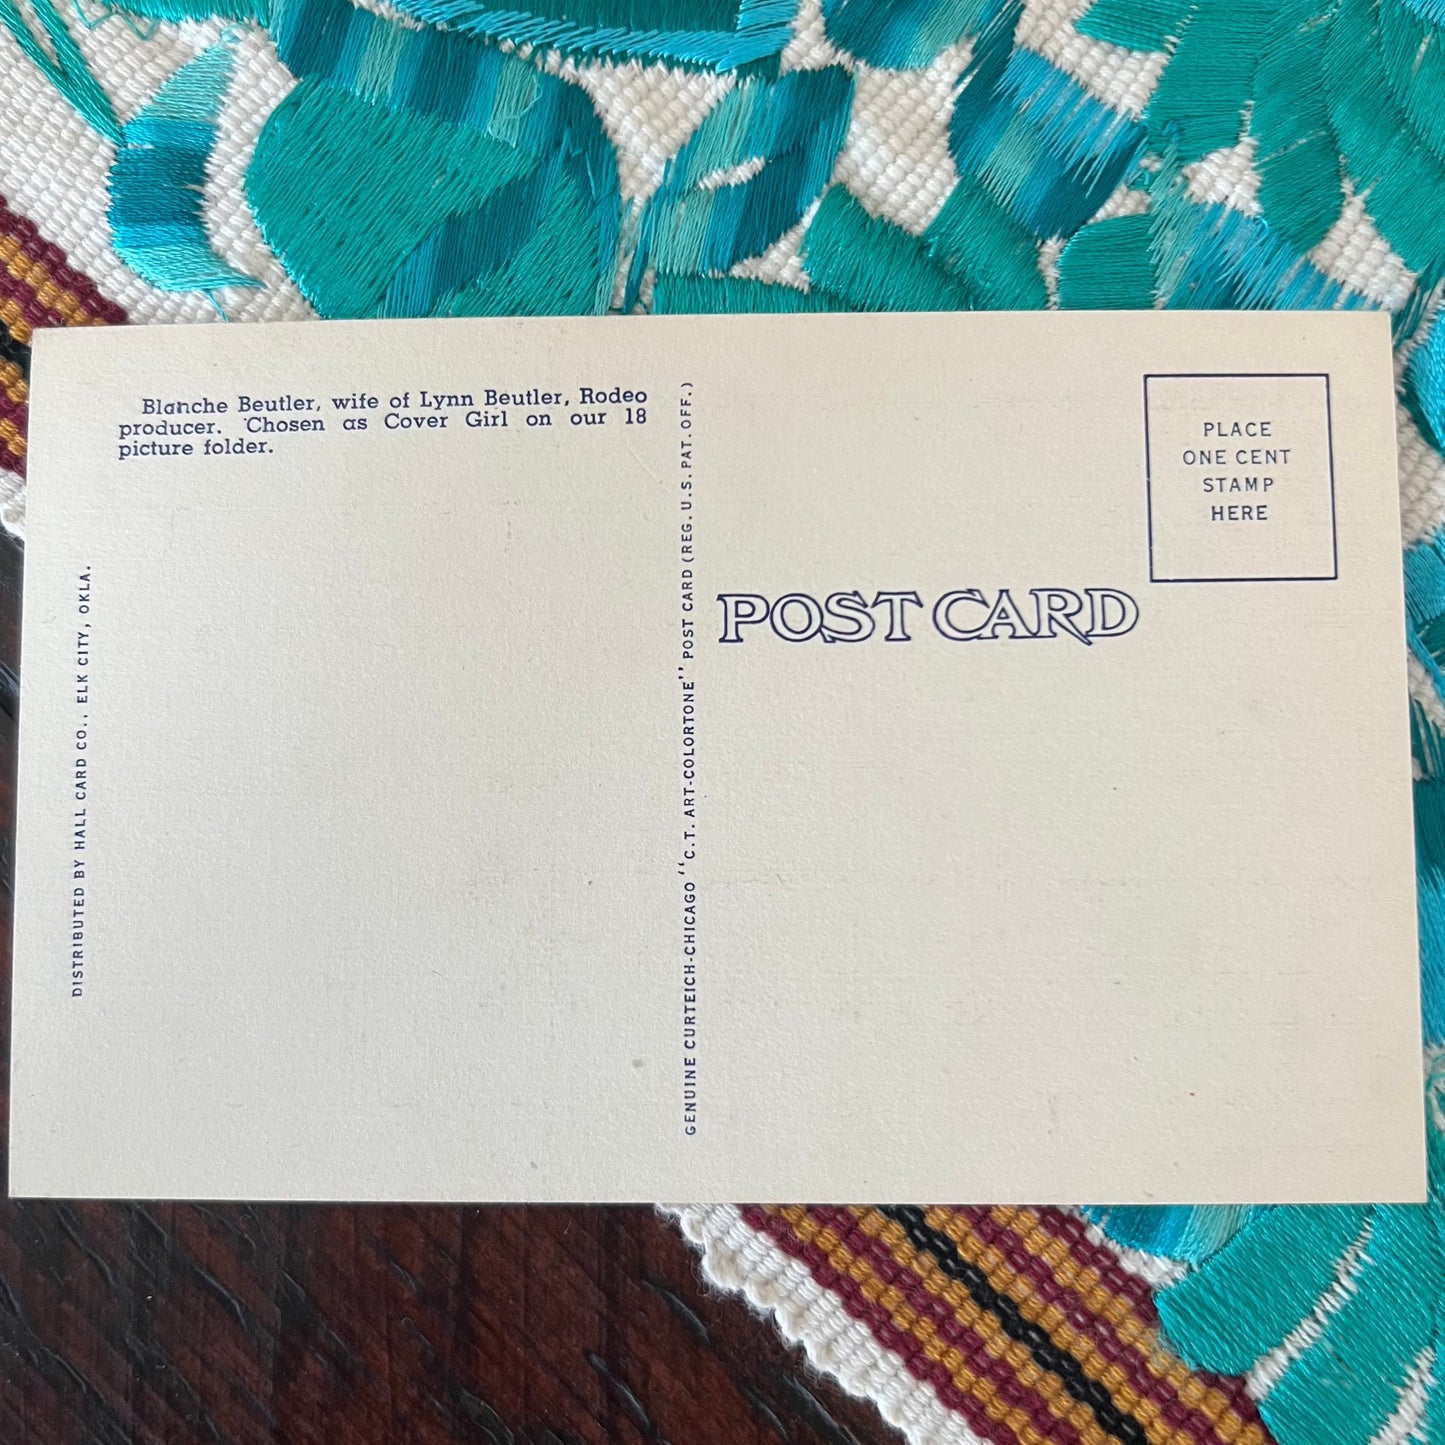 Blanche Beutler, wife of Lynn Beutler, Rodeo
producer. Chosen as Cover Girl on our 18
picture folder.
DISTRIBUTED BY HALL CARD CO., ELK CITY, OKLA.
GENUINE CURTEICH-CHICAGO "C.T. ART-COLORTONE" POST CARD (REG. U.S. PAT. OFF.)
POST CARD
PLACE
ONE CENT
STAMP
HERE